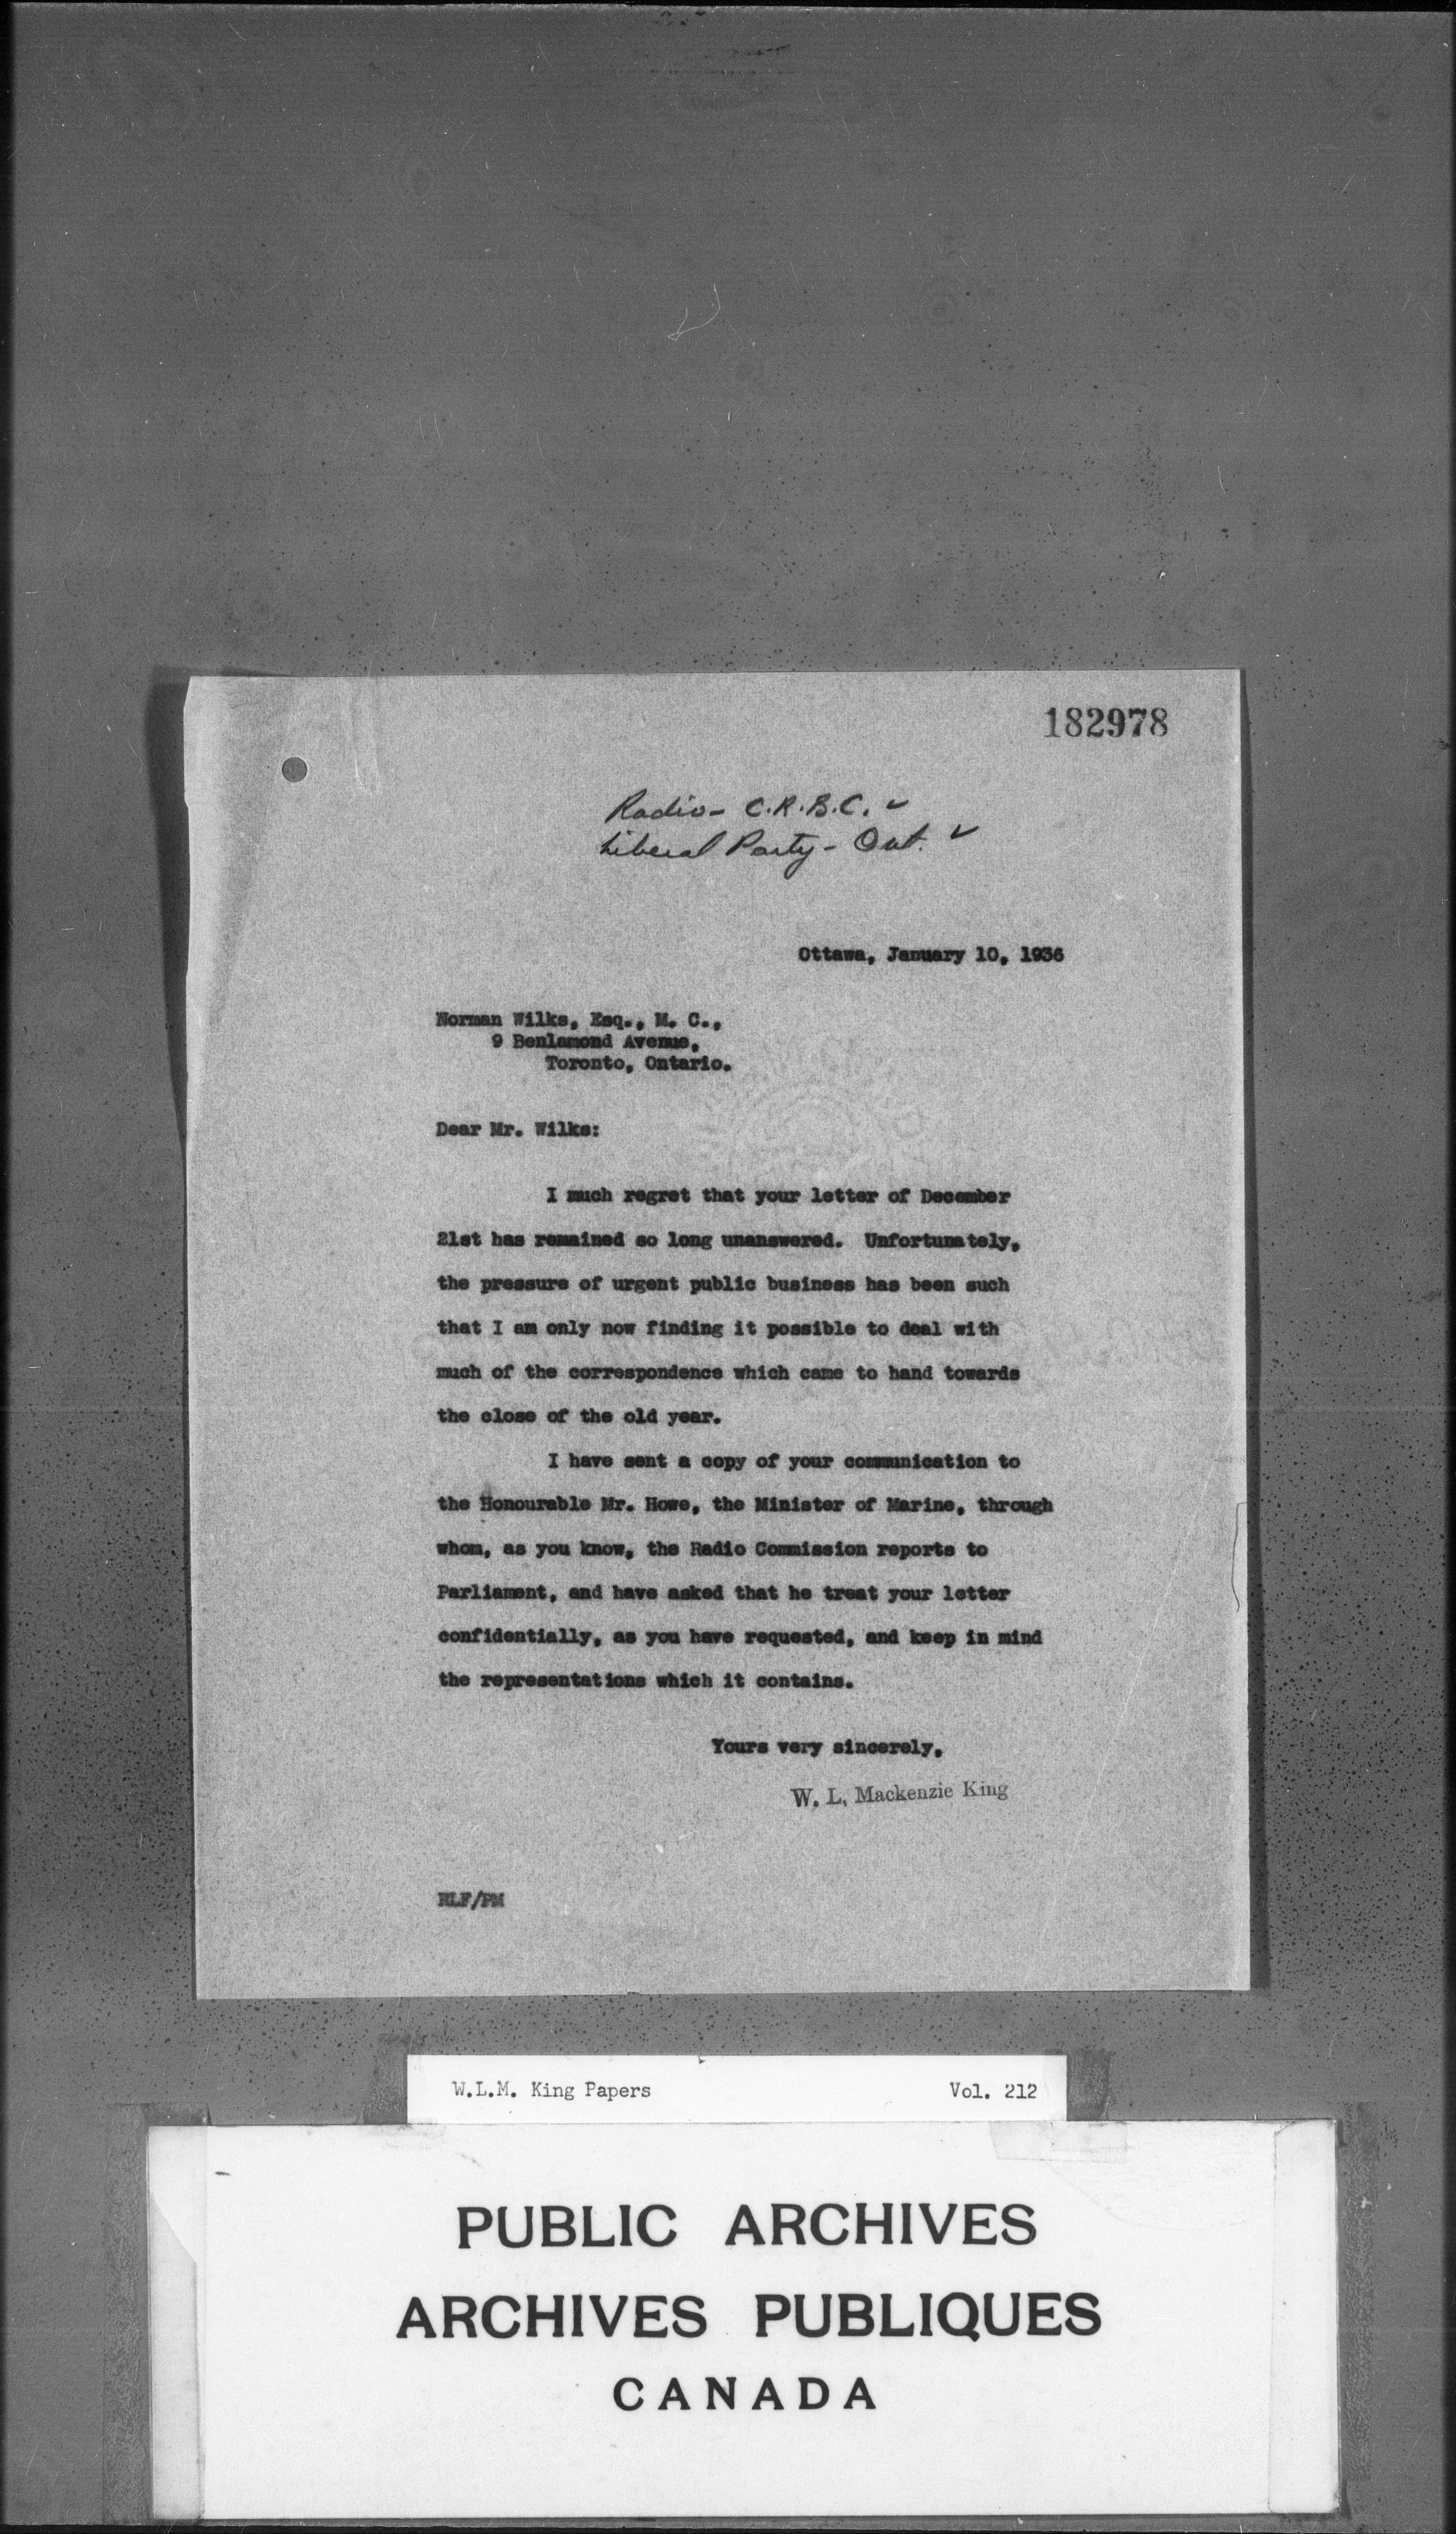 182978
Radio - C.R.B.C. ✓
Liberal Party - Ont. ✓
Ottawa, January 10, 1936
Norman Wilks, Esq., M. C.,
9 Benlamond Avenue,
Toronto, Ontario.
Dear Mr. Wilks:
I much regret that your letter of December
21st has remained so long unanswered. Unfortunately,
the pressure of urgent public business has been such
that I am only now finding it possible to deal with
much of the correspondence which came to hand towards
the close of the old year.
I have sent a copy of your communication to
the Honourable Mr. Howe, the Minister of Marine, through
whom, as you know, the Radio Commission reports to
Parliament, and have asked that he treat your letter
confidentially, as you have requested, and keep in mind
the representations which it contains.
Yours very sincerely,
W. L. Mackenzie King
HLF/PM
W.L.M. King Papers Vol. 212
PUBLIC ARCHIVES
ARCHIVES PUBLIQUES
CANADA